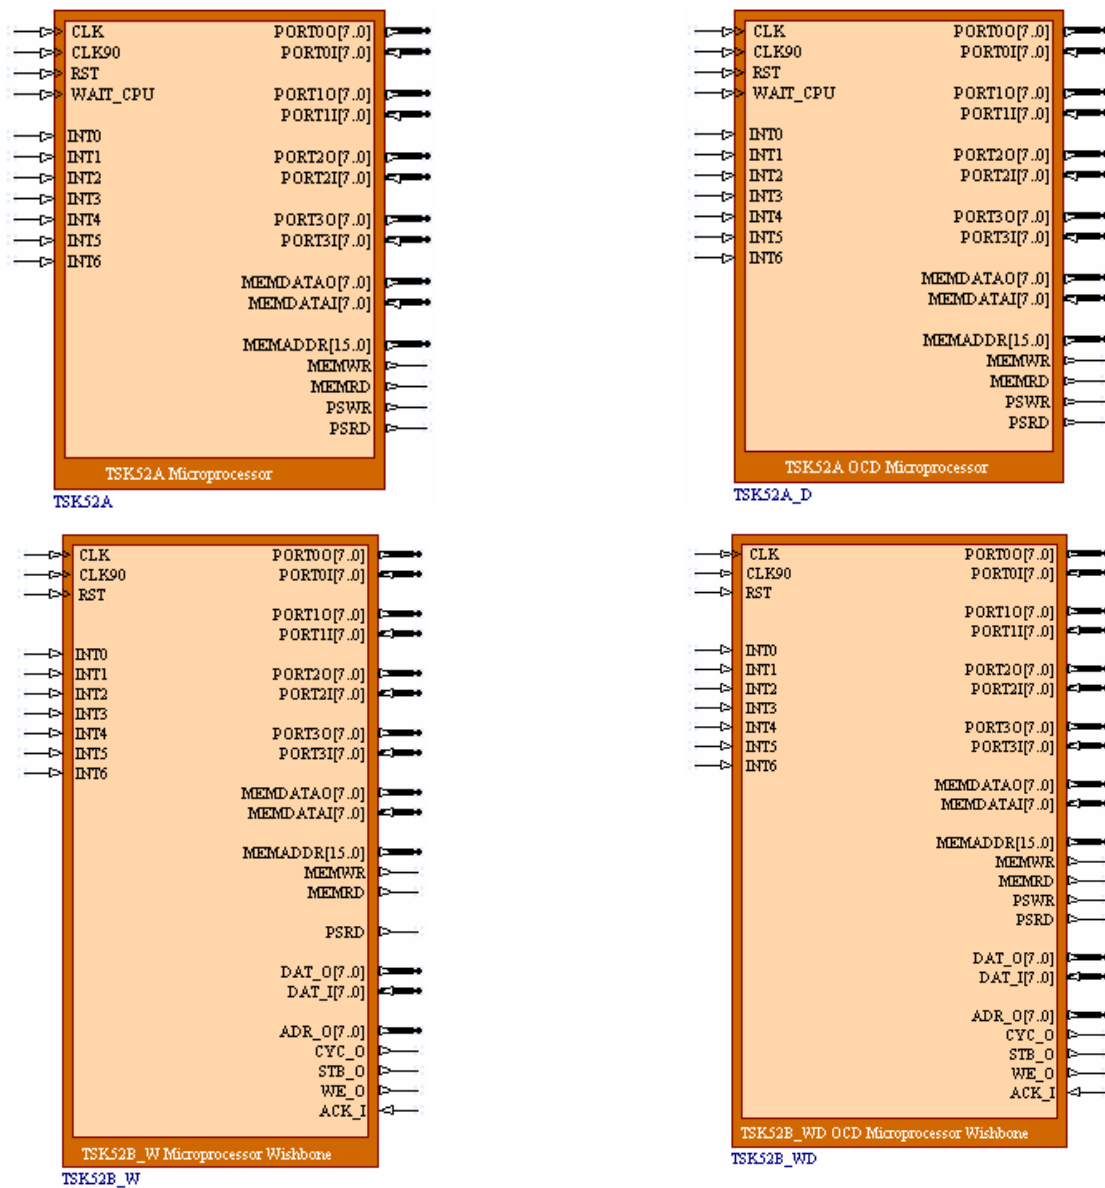 CLK PORT0O[7..0]
CLK90 PORT0I[7..0]
RST
WAIT_CPU PORT1O[7..0]
PORT1I[7..0]
INT0
INT1 PORT2O[7..0]
INT2 PORT2I[7..0]
INT3
INT4 PORT3O[7..0]
INT5 PORT3I[7..0]
INT6
MEMDATAO[7..0]
MEMDATAI[7..0]
MEMADDR[15..0]
MEMWR
MEMRD
PSWR
PSRD
TSK52A Microprocessor
TSK52A
CLK PORT0O[7..0]
CLK90 PORT0I[7..0]
RST
WAIT_CPU PORT1O[7..0]
PORT1I[7..0]
INT0
INT1 PORT2O[7..0]
INT2 PORT2I[7..0]
INT3
INT4 PORT3O[7..0]
INT5 PORT3I[7..0]
INT6
MEMDATAO[7..0]
MEMDATAI[7..0]
MEMADDR[15..0]
MEMWR
MEMRD
PSWR
PSRD
TSK52A OCD Microprocessor
TSK52A_D
CLK PORT0O[7..0]
CLK90 PORT0I[7..0]
RST
PORT1O[7..0]
PORT1I[7..0]
INT0
INT1 PORT2O[7..0]
INT2 PORT2I[7..0]
INT3
INT4 PORT3O[7..0]
INT5 PORT3I[7..0]
INT6
MEMDATAO[7..0]
MEMDATAI[7..0]
MEMADDR[15..0]
MEMWR
MEMRD
PSRD
DAT_O[7..0]
DAT_I[7..0]
ADR_O[7..0]
CYC_O
STB_O
WE_O
ACK_I
TSK52B_W Microprocessor Wishbone
TSK52B_W
CLK PORT0O[7..0]
CLK90 PORT0I[7..0]
RST
PORT1O[7..0]
PORT1I[7..0]
INT0
INT1 PORT2O[7..0]
INT2 PORT2I[7..0]
INT3
INT4 PORT3O[7..0]
INT5 PORT3I[7..0]
INT6
MEMDATAO[7..0]
MEMDATAI[7..0]
MEMADDR[15..0]
MEMWR
MEMRD
PSWR
PSRD
DAT_O[7..0]
DAT_I[7..0]
ADR_O[7..0]
CYC_O
STB_O
WE_O
ACK_I
TSK52B_WD OCD Microprocessor Wishbone
TSK52B_WD